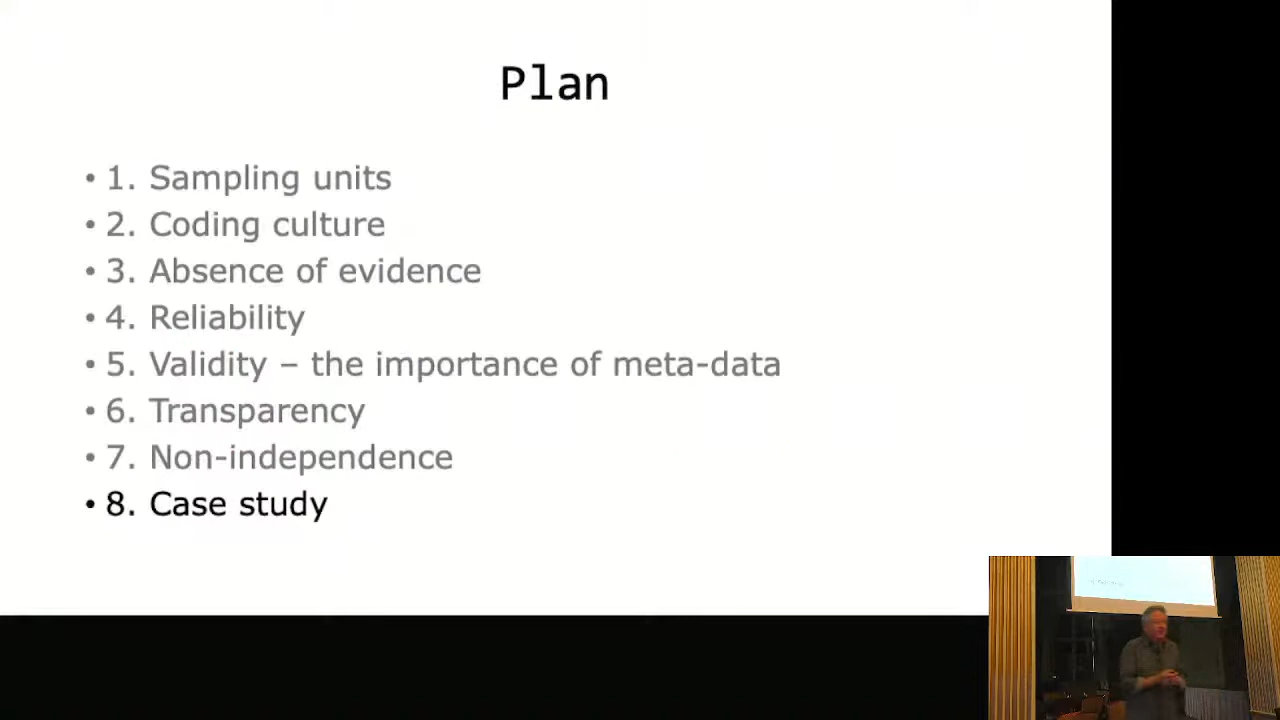 Plan
• 1. Sampling units
• 2. Coding culture
• 3. Absence of evidence
• 4. Reliability
• 5. Validity – the importance of meta-data
• 6. Transparency
• 7. Non-independence
• 8. Case study